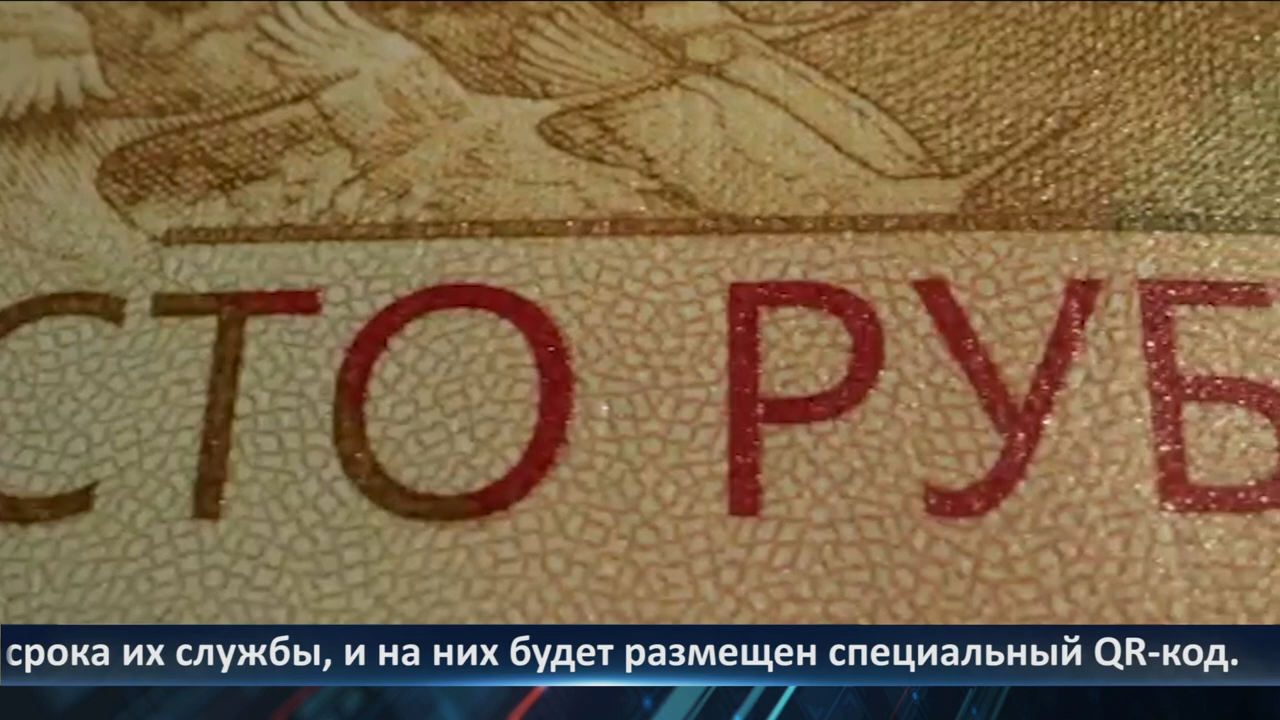 СТО РУБ
срока их службы, и на них будет размещен специальный QR-код.